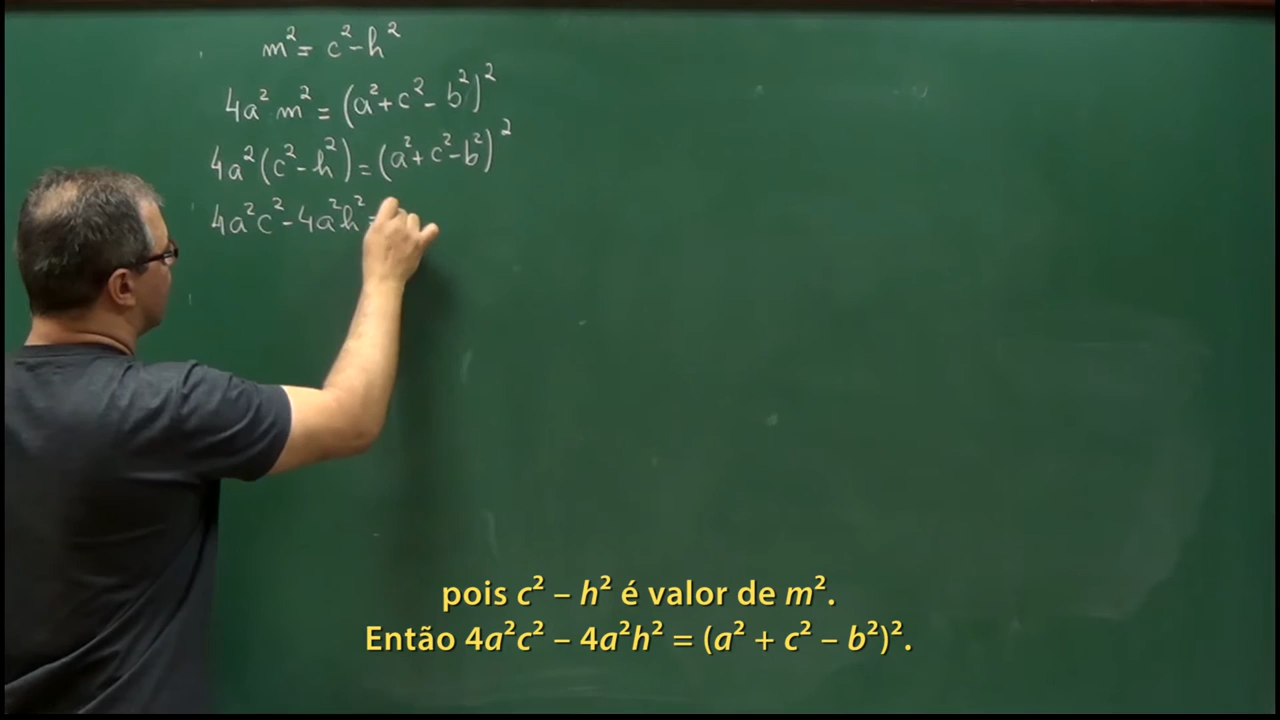 m² = c² – h²
4a² m² = (a² + c² – b²)²
4a²(c² – h²) = (a² + c² – b²)²
4a²c² – 4a²h² =
pois c² – h² é valor de m².
Então 4a²c² – 4a²h² = (a² + c² – b²)².